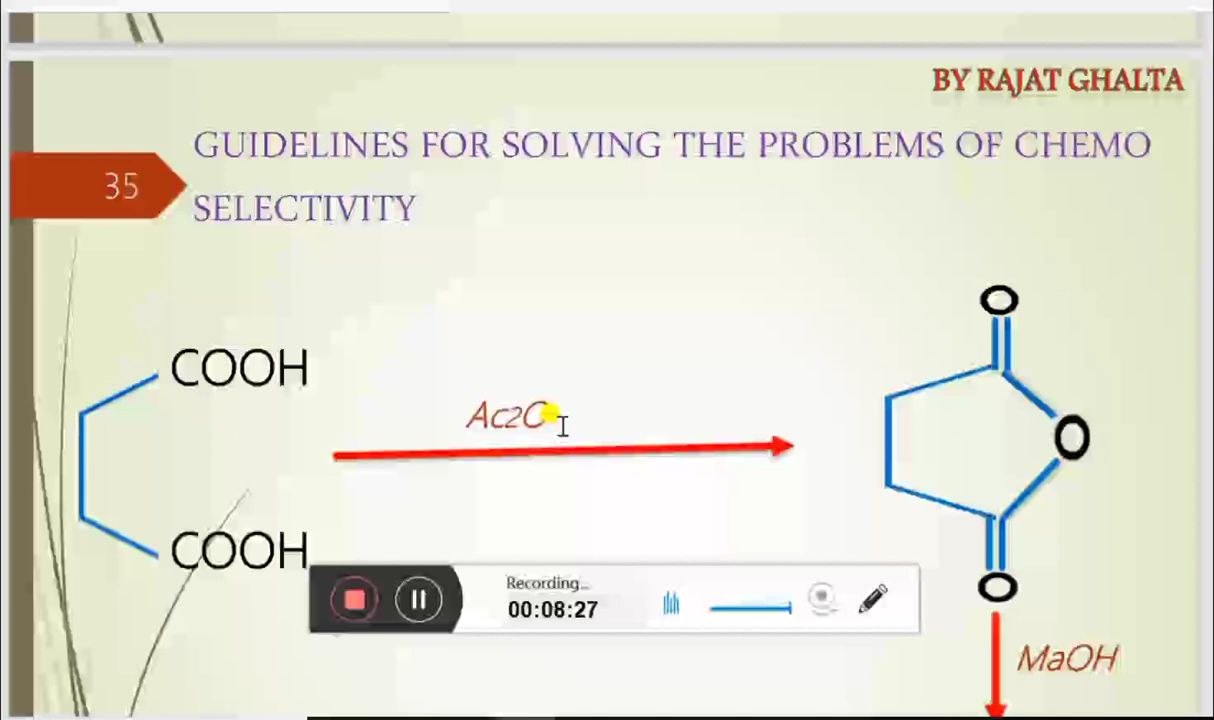 BY RAJAT GHALTA
GUIDELINES FOR SOLVING THE PROBLEMS OF CHEMO
35
SELECTIVITY
O
COOH
Ac2O
O
COOH
Recording...
O
00:08:27
MaOH